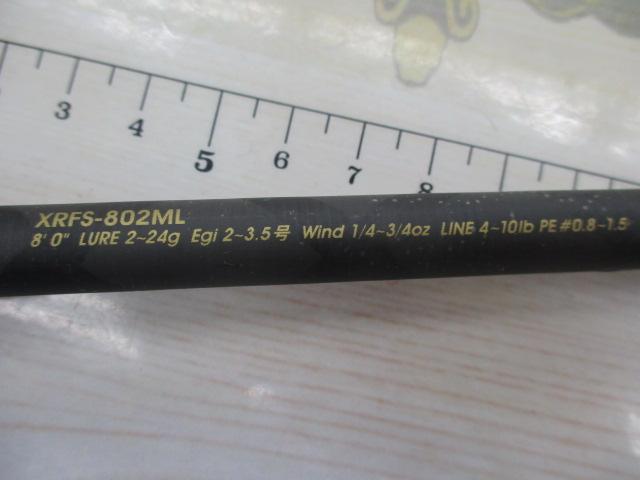 3 4 5 6 7 8
XRFS-802ML
8' 0" LURE 2~24g Egi 2~3.5号 Wind 1/4~3/4oz LINE 4~10lb PE #0.8~1.5